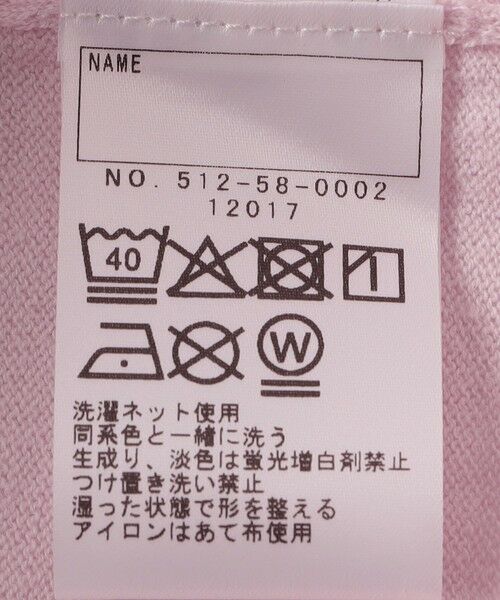 NAME
NO. 512-58-0002
12017
40
W
洗濯ネット使用
同系色と一緒に洗う
生成り、淡色は蛍光増白剤禁止
つけ置き洗い禁止
湿った状態で形を整える
アイロンはあて布使用